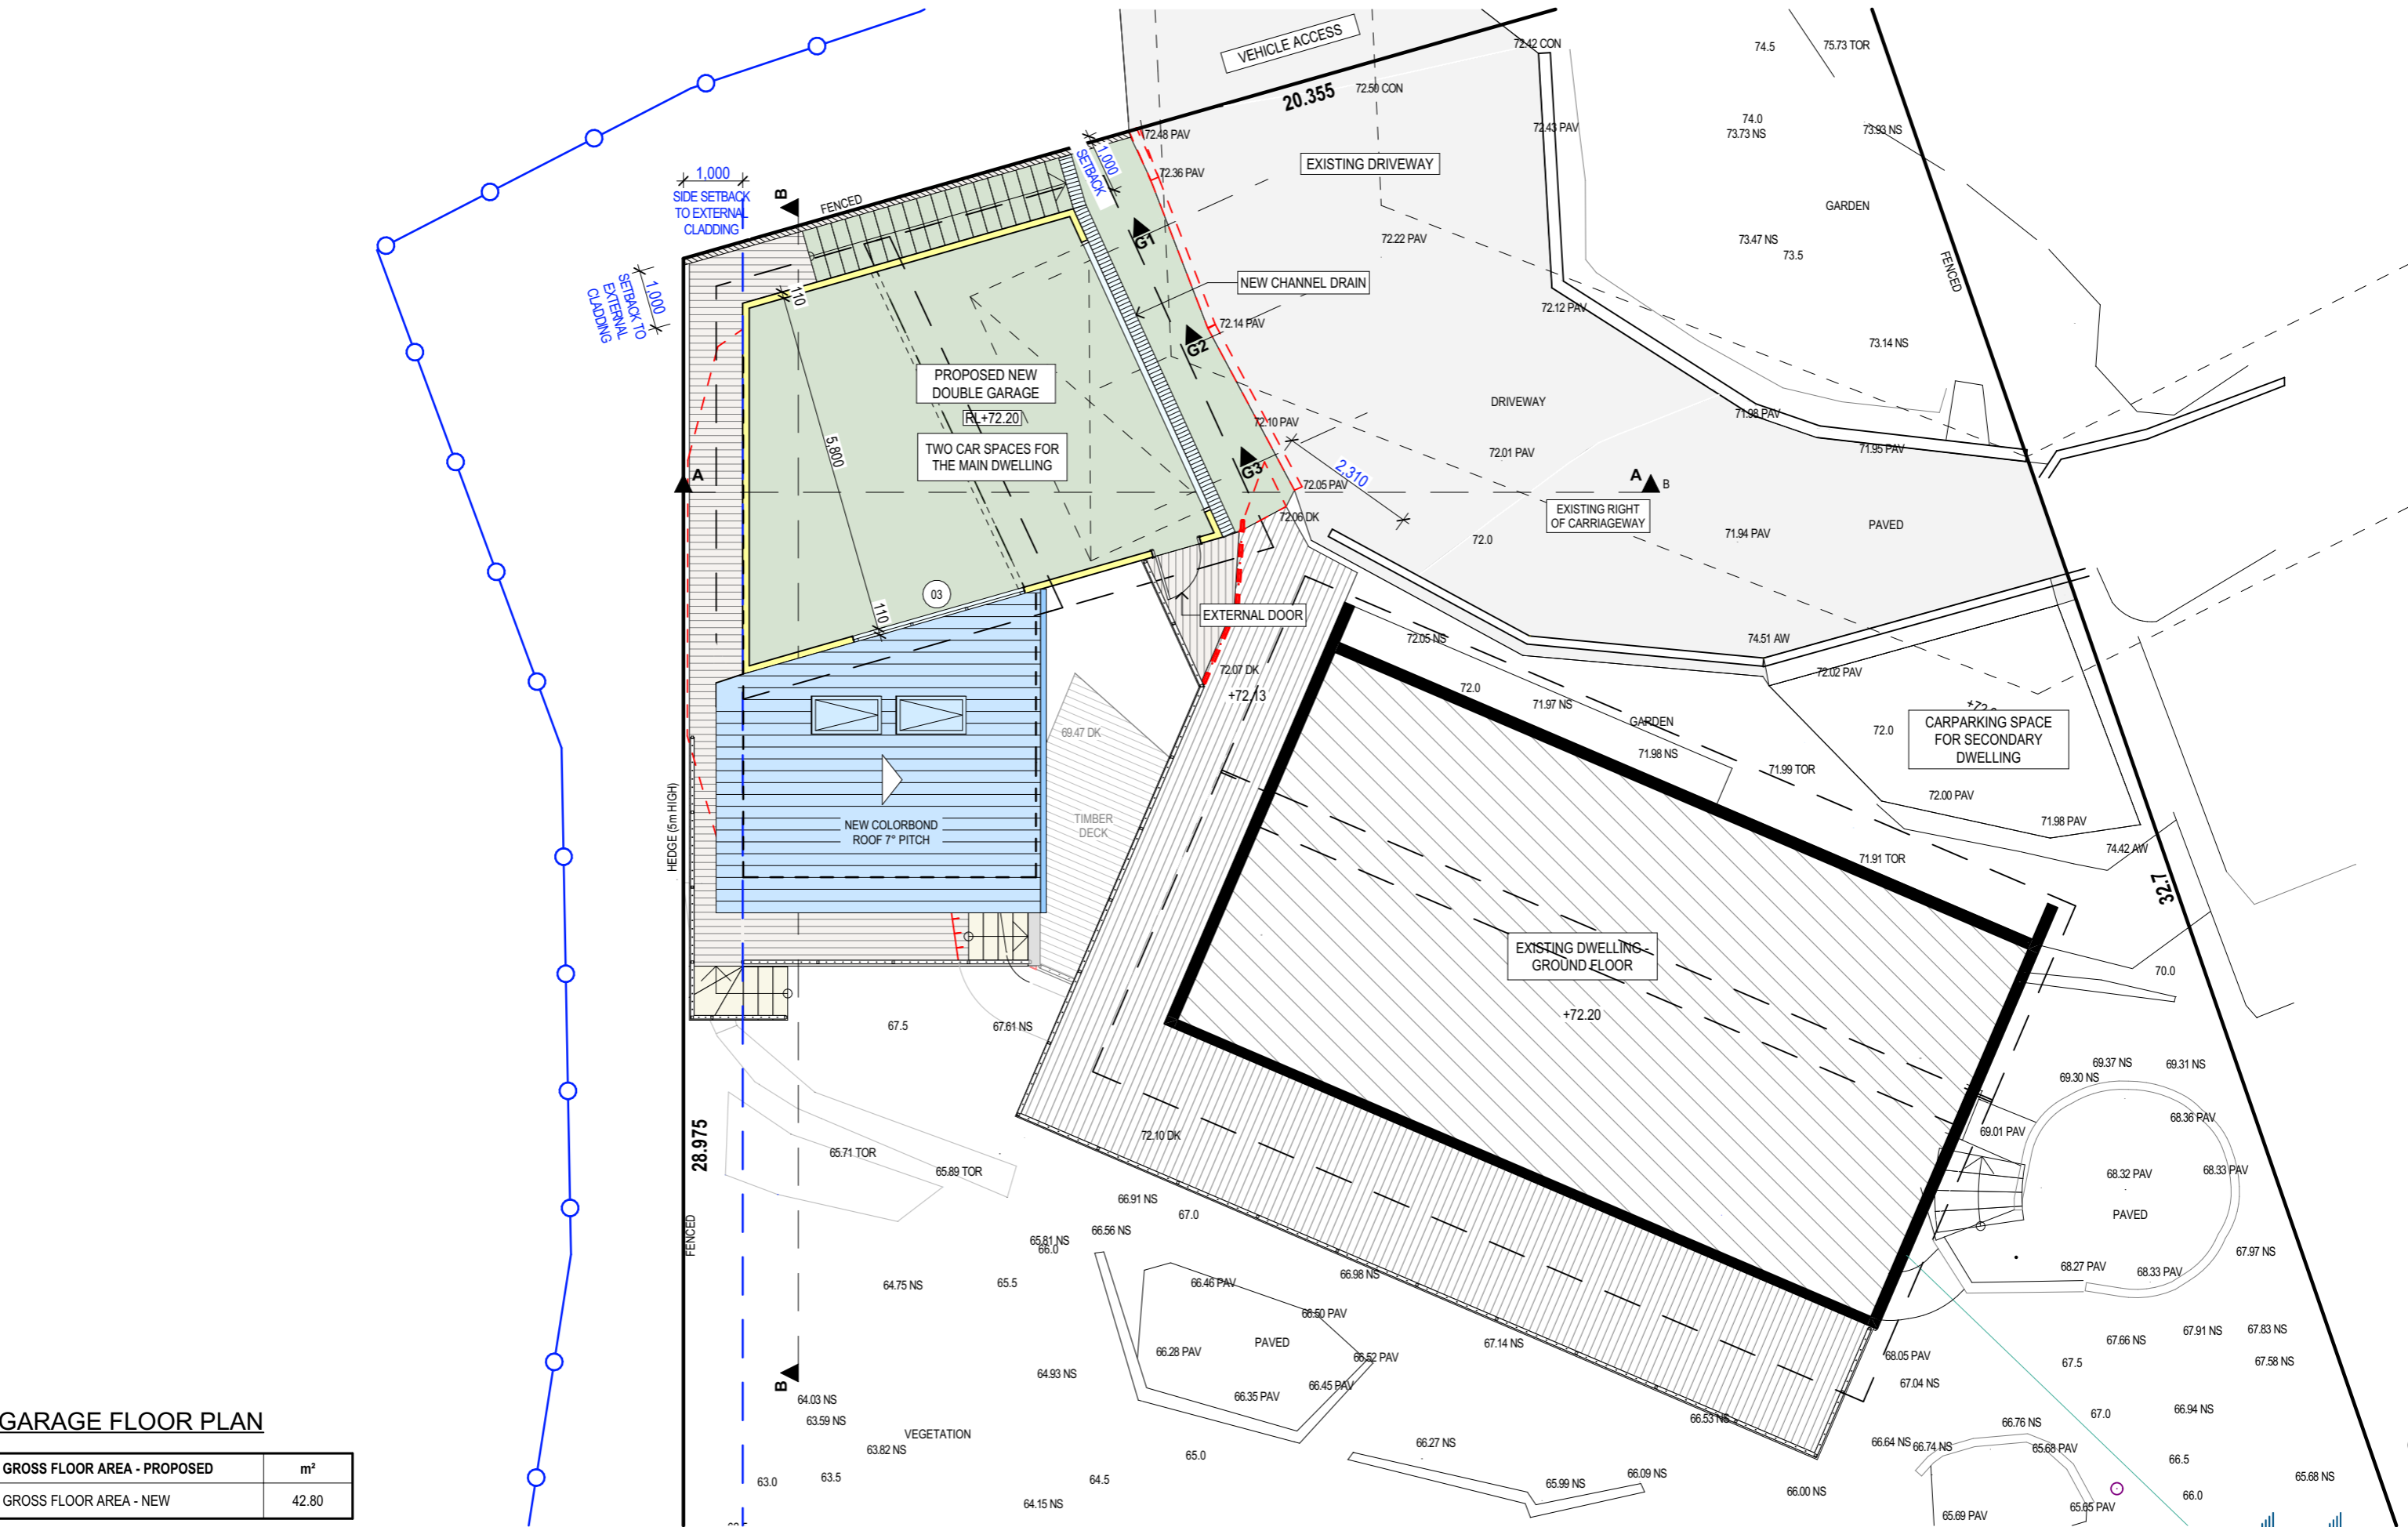 VEHICLE ACCESS
72.42 CON
74.5
75.73 TOR
20.355
72.50 CON
72.48 PAV
72.43 PAV
74.0
73.73 NS
73.93 NS
1,000
SETBACK
72.36 PAV
EXISTING DRIVEWAY
1,000
SIDE SETBACK
TO EXTERNAL
CLADDING
B
FENCED
GARDEN
G1
72.22 PAV
73.47 NS
73.5
FENCED
1,000
SETBACK TO
EXTERNAL
CLADDING
110
NEW CHANNEL DRAIN
72.12 PAV
72.14 PAV
G2
73.14 NS
PROPOSED NEW
DOUBLE GARAGE
RL+72.20
TWO CAR SPACES FOR
THE MAIN DWELLING
5,800
DRIVEWAY
72.10 PAV
71.98 PAV
72.01 PAV
71.95 PAV
G3
2,310
A
72.05 PAV
A
B
72.06 DK
EXISTING RIGHT
OF CARRIAGEWAY
PAVED
71.94 PAV
72.0
03
110
EXTERNAL DOOR
72.05 NS
74.51 AW
72.07 DK
+72.13
72.02 PAV
72.0
71.97 NS
GARDEN
CARPARKING SPACE
FOR SECONDARY
DWELLING
72.0
69.47 DK
71.98 NS
71.99 TOR
72.00 PAV
HEDGE (5m HIGH)
NEW COLORBOND
ROOF 7° PITCH
TIMBER
DECK
71.98 PAV
74.42 AW
71.91 TOR
32.7
EXISTING DWELLING -
GROUND FLOOR
70.0
+72.20
67.5
67.61 NS
69.37 NS
69.31 NS
69.30 NS
28.975
72.10 DK
68.36 PAV
69.01 PAV
65.71 TOR
65.89 TOR
68.32 PAV
68.33 PAV
66.91 NS
67.0
PAVED
FENCED
66.56 NS
65.81 NS
66.0
67.97 NS
64.75 NS
65.5
66.46 PAV
66.98 NS
68.27 PAV
68.33 PAV
66.50 PAV
67.91 NS
67.83 NS
67.66 NS
67.14 NS
PAVED
66.28 PAV
66.52 PAV
68.05 PAV
67.5
67.58 NS
64.93 NS
B
66.45 PAV
67.04 NS
66.35 PAV
64.03 NS
63.59 NS
66.53 NS
67.0
66.94 NS
66.76 NS
GARAGE FLOOR PLAN
VEGETATION
63.82 NS
66.27 NS
66.64 NS
66.74 NS
65.68 PAV
65.0
66.5
GROSS FLOOR AREA - PROPOSED m²
63.0
63.5
64.5
65.99 NS
66.09 NS
66.00 NS
65.68 NS
66.0
GROSS FLOOR AREA - NEW 42.80
64.15 NS
65.69 PAV
65.65 PAV